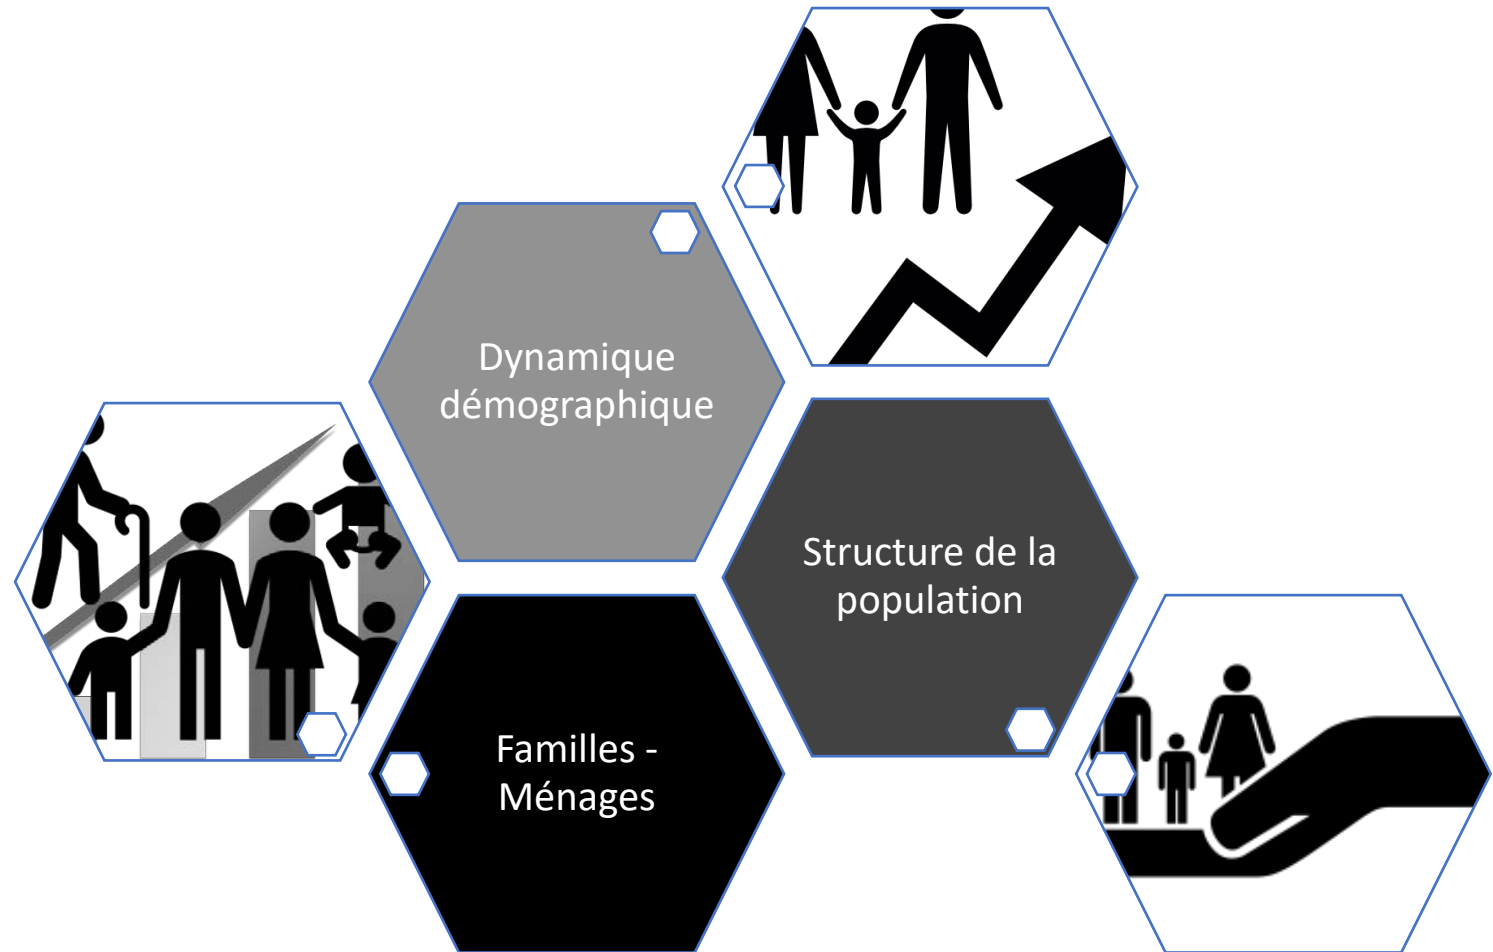 Dynamique
démographique
Structure de la
population
Familles -
Ménages